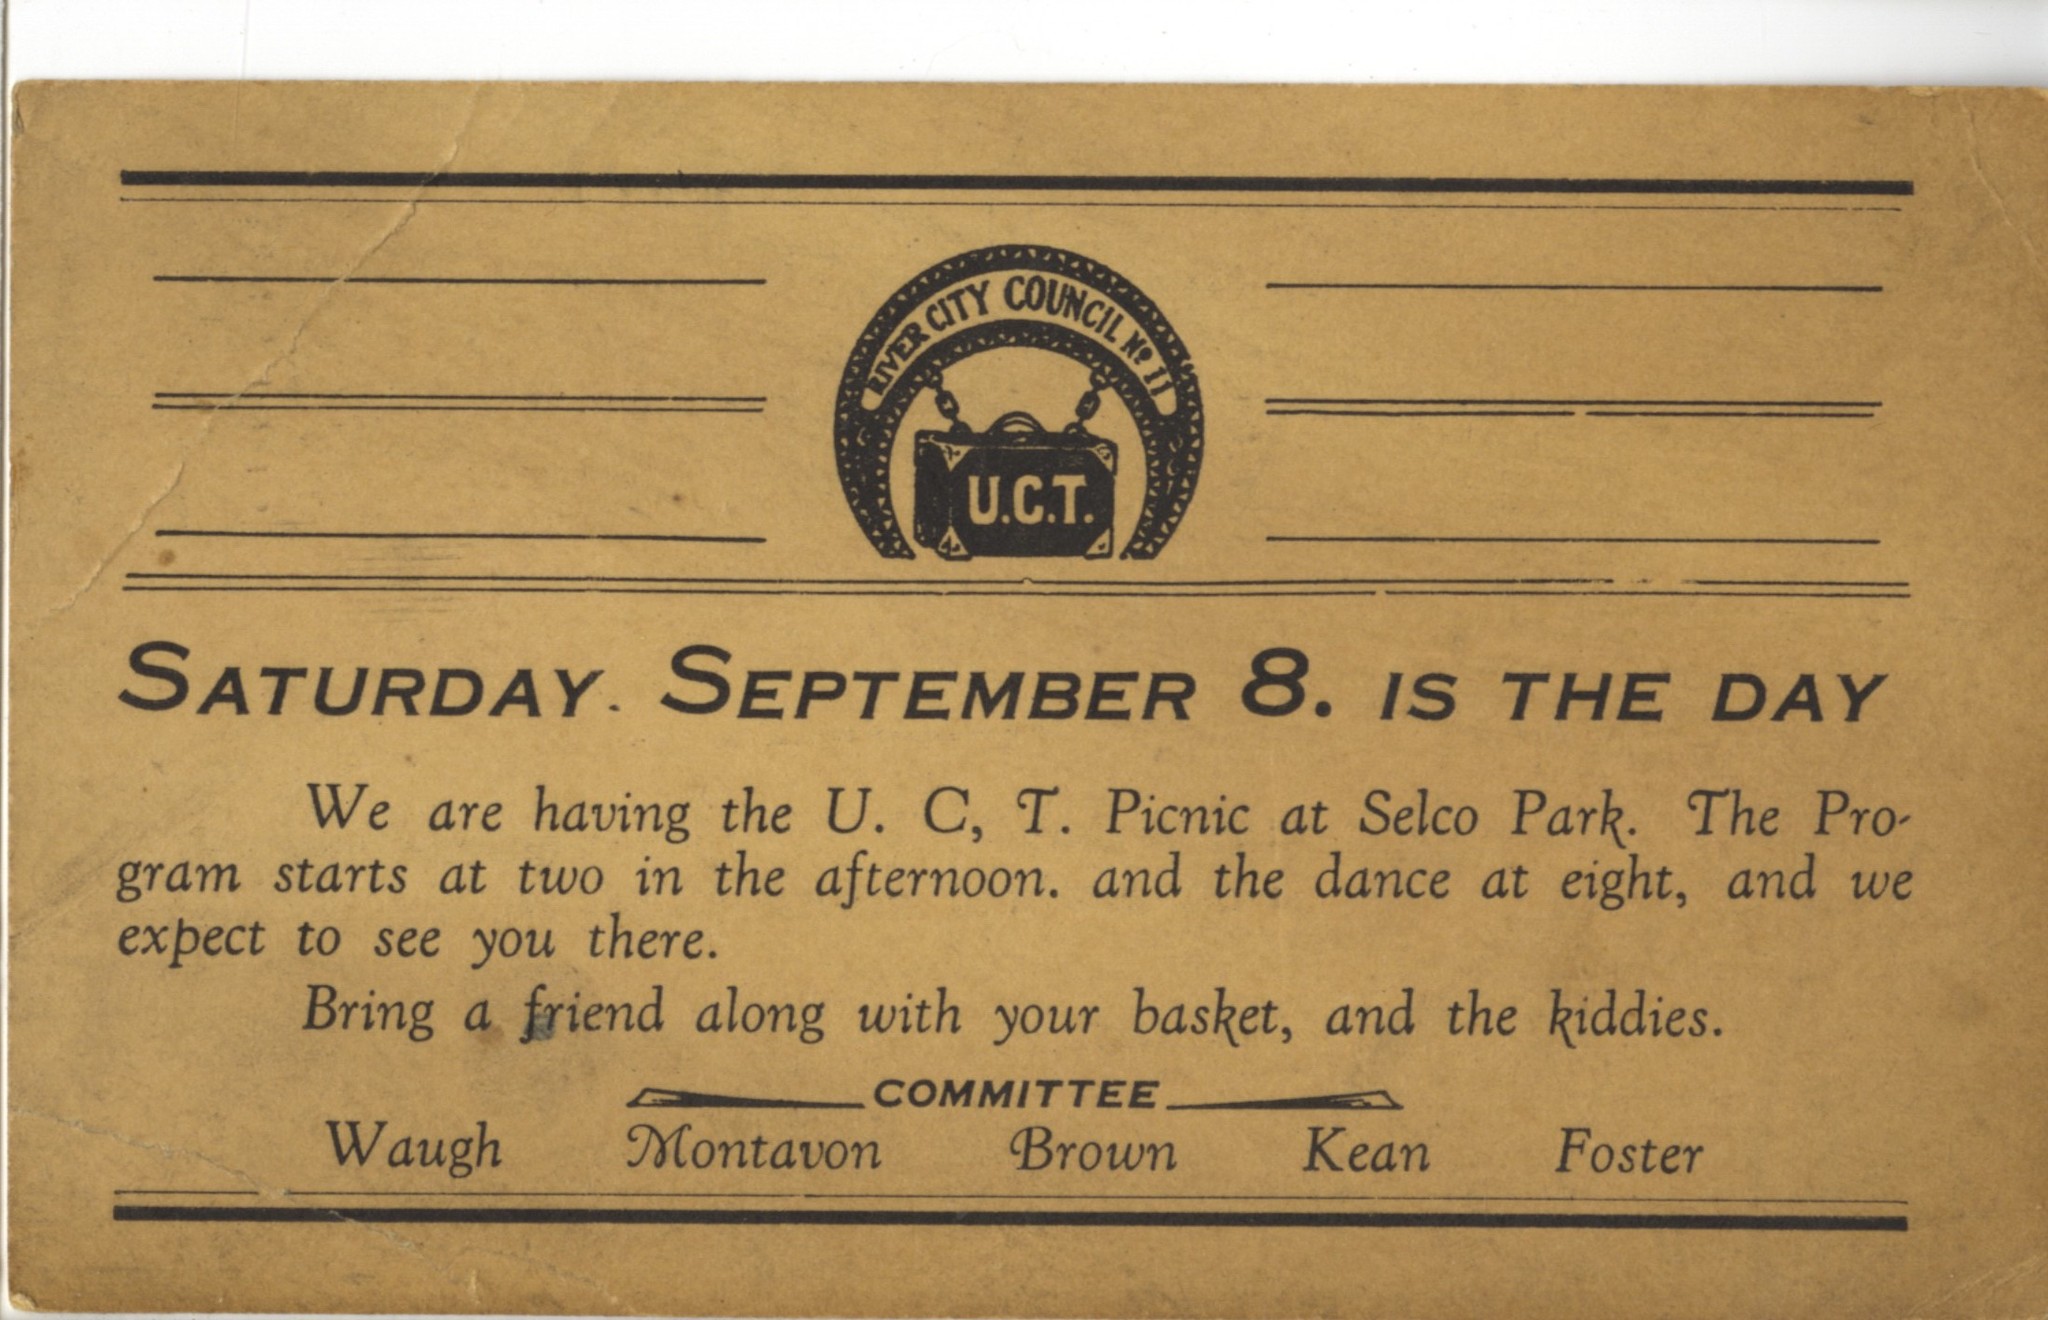 RIVER CITY COUNCIL No 11
U.C.T.
SATURDAY. SEPTEMBER 8. IS THE DAY
We are having the U. C, T. Picnic at Selco Park. The Pro-
gram starts at two in the afternoon. and the dance at eight, and we
expect to see you there.
Bring a friend along with your basket, and the kiddies.
COMMITTEE
Waugh Montavon Brown Kean Foster